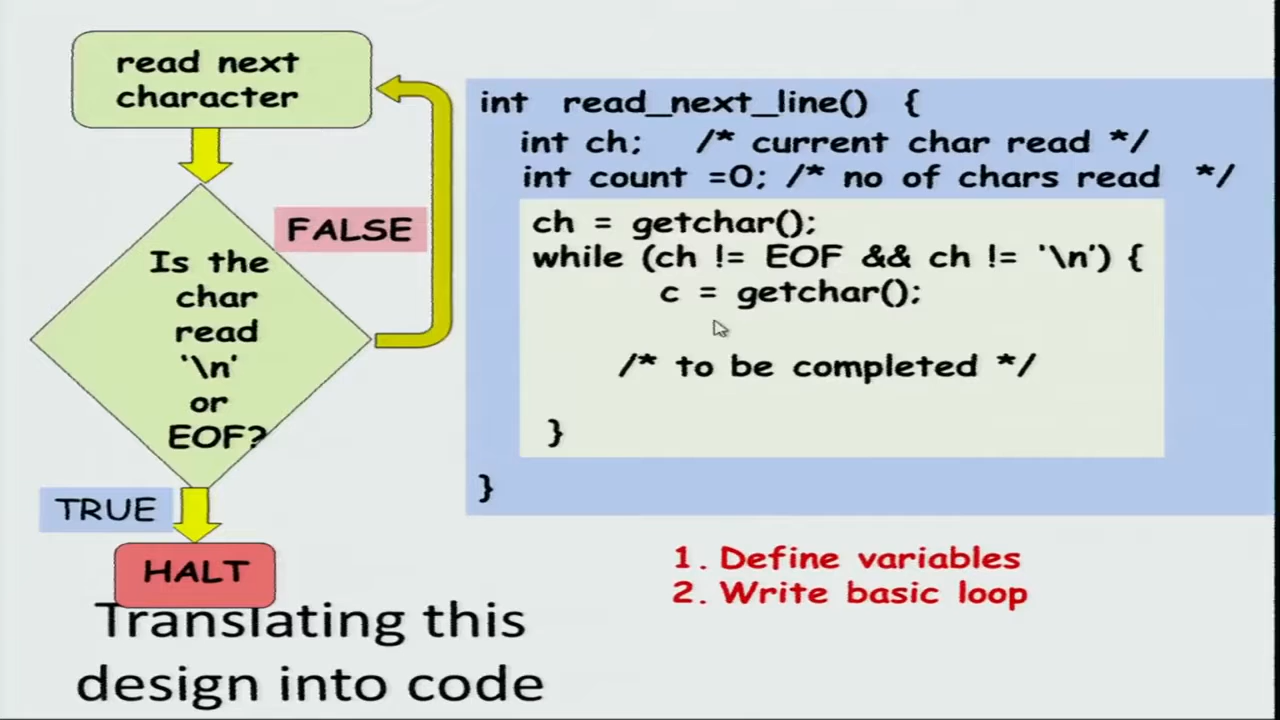 read next
character
FALSE
Is the
char
read
'\n'
or
EOF?
TRUE
HALT
Translating this
design into code
int read_next_line() {
int ch; /* current char read */
int count =0; /* no of chars read */
ch = getchar();
while (ch != EOF && ch != '\n') {
c = getchar();
/* to be completed */
}
}
1. Define variables
2. Write basic loop